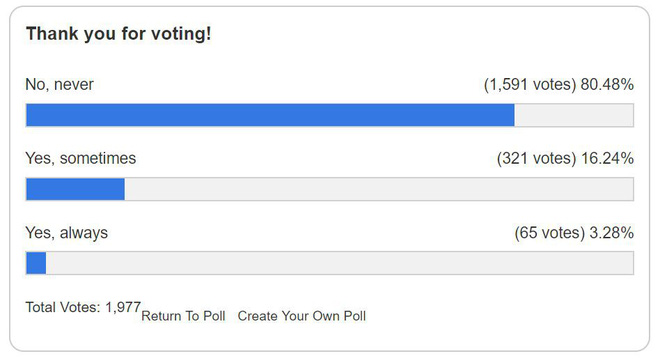 Thank you for voting!
No, never (1,591 votes) 80.48%
Yes, sometimes (321 votes) 16.24%
Yes, always (65 votes) 3.28%
Total Votes: 1,977 Return To Poll Create Your Own Poll